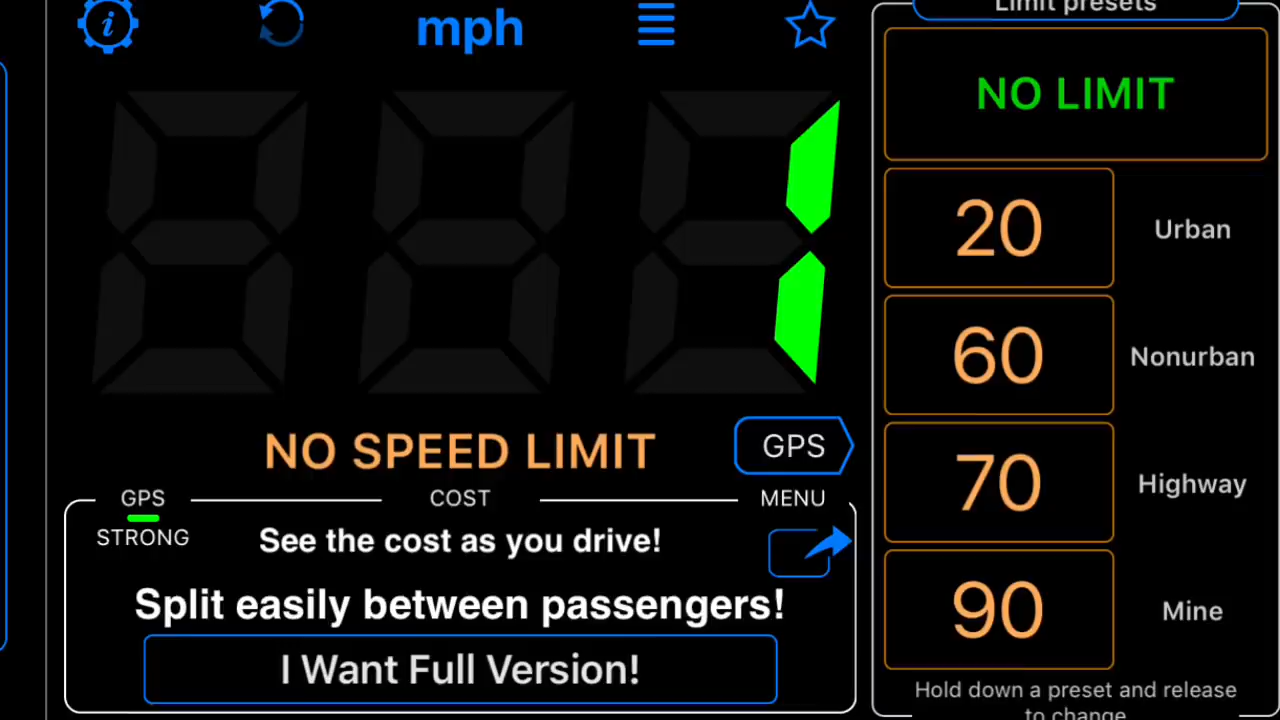 mph
1
NO SPEED LIMIT
GPS
GPS
COST
MENU
STRONG
See the cost as you drive!
Split easily between passengers!
I Want Full Version!
Limit presets
NO LIMIT
20 Urban
60 Nonurban
70 Highway
90 Mine
Hold down a preset and release
to change